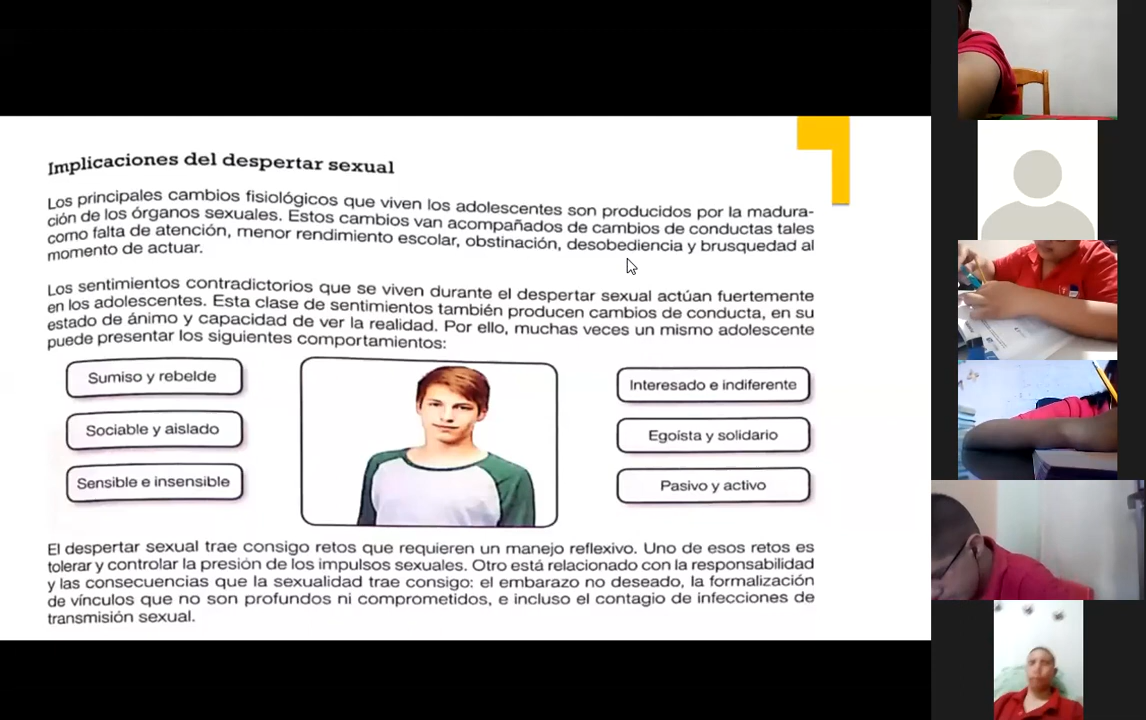 Implicaciones del despertar sexual
Los principales cambios fisiológicos que viven los adolescentes son producidos por la madura-
ción de los órganos sexuales. Estos cambios van acompañados de cambios de conductas tales
como falta de atención, menor rendimiento escolar, obstinación, desobediencia y brusquedad al
momento de actuar.
Los sentimientos contradictorios que se viven durante el despertar sexual actúan fuertemente
en los adolescentes. Esta clase de sentimientos también producen cambios de conducta, en su
estado de ánimo y capacidad de ver la realidad. Por ello, muchas veces un mismo adolescente
puede presentar los siguientes comportamientos:
Sumiso y rebelde
Sociable y aislado
Sensible e insensible
Interesado e indiferente
Egoísta y solidario
Pasivo y activo
El despertar sexual trae consigo retos que requieren un manejo reflexivo. Uno de esos retos es
tolerar y controlar la presión de los impulsos sexuales. Otro está relacionado con la responsabilidad
y las consecuencias que la sexualidad trae consigo: el embarazo no deseado, la formalización
de vínculos que no son profundos ni comprometidos, e incluso el contagio de infecciones de
transmisión sexual.